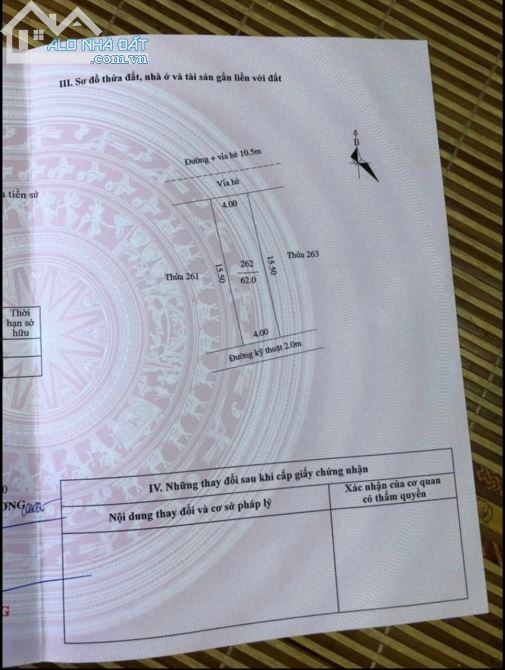 ALO NHÀ ĐẤT
.com.vn
III. Sơ đồ thửa đất, nhà ở và tài sản gắn liền với đất
Đường + vỉa hè 10.5m
B
Vỉa hè
tiền sử
4.00
Thửa 263
Thửa 261
15.50
262
62.0
15.50
Thời
hạn sở
hữu
4.00
Đường kỹ thuật 2.0m
IV. Những thay đổi sau khi cấp giấy chứng nhận
Nội dung thay đổi và cơ sở pháp lý
Xác nhận của cơ quan
có thẩm quyền
0
ƠNG
G